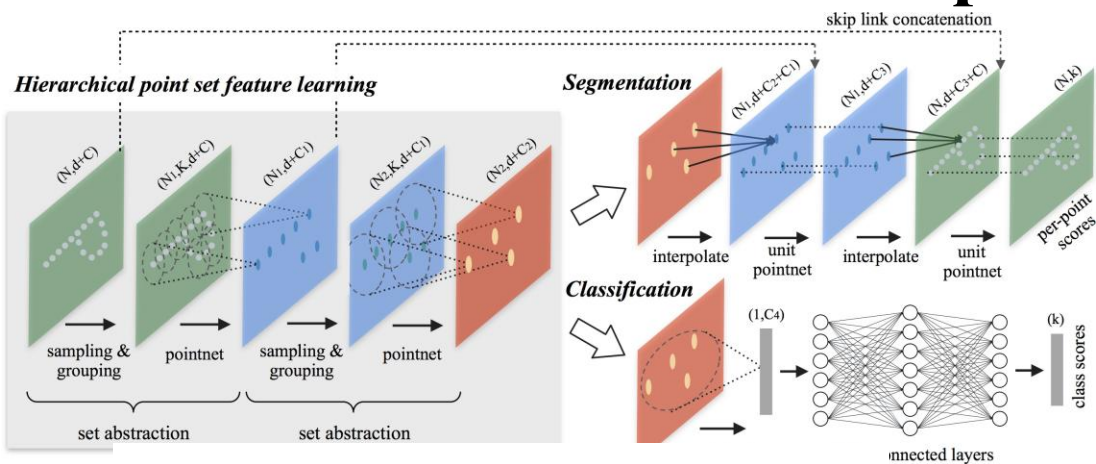 skip link concatenation
Hierarchical point set feature learning
(N,d+C)
(N1,K,d+C)
(N1,d+C1)
(N2,K,d+C1)
(N2,d+C2)
sampling &
grouping
pointnet
sampling &
grouping
pointnet
set abstraction
set abstraction
Segmentation
(N1,d+C2+C1)
(N1,d+C3)
(N,d+C3+C)
(N,k)
per-point
scores
interpolate
unit
pointnet
interpolate
unit
pointnet
Classification
(1,C4)
(k)
class scores
nnected layers